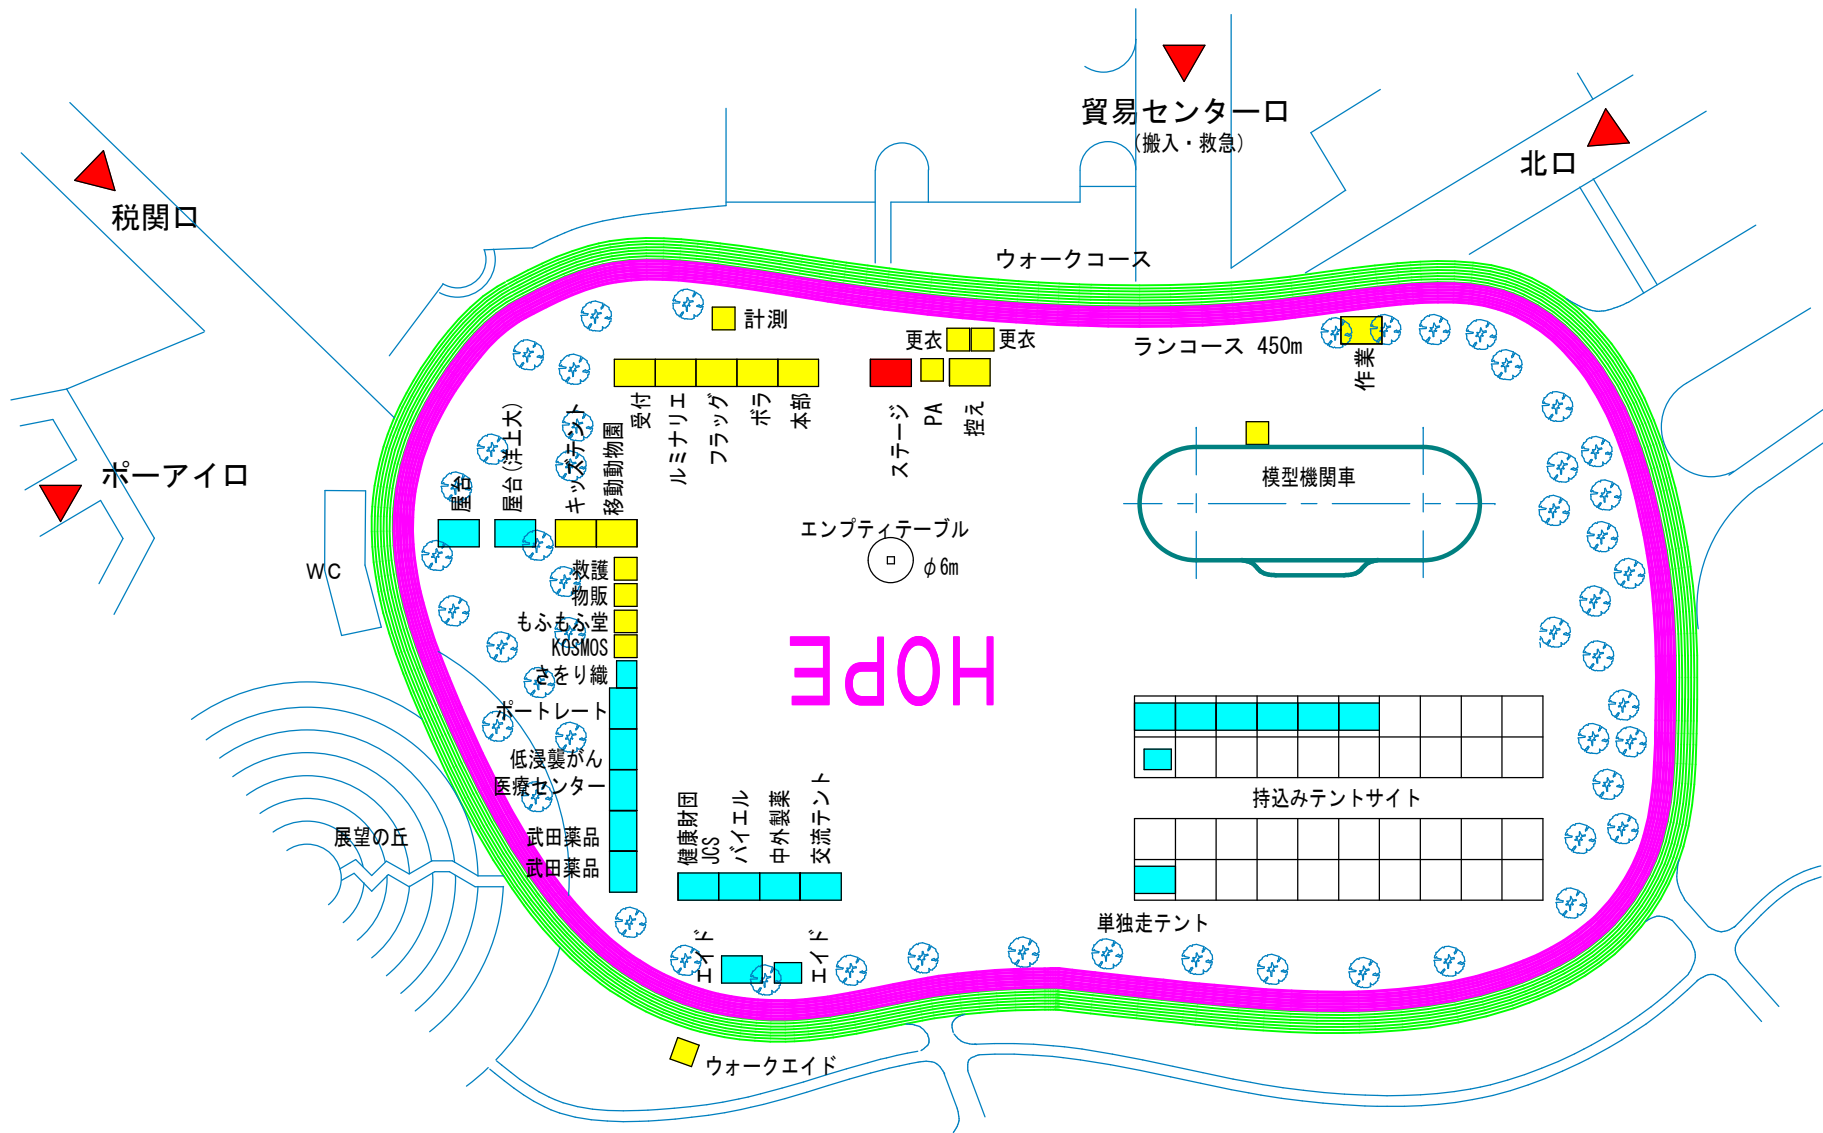 貿易センター口
(搬入・救急)
北口
税関口
ウォークコース
計測
更衣
更衣
ランコース 450m
作業
受付
ルミナリエ
フラッグ
ボラ
本部
ステージ
PA
控え
屋台
屋台(洋上大)
キッズテント
移動動物園
ポーアイ口
模型機関車
エンプティテーブル
φ6m
WC
救護
物販
もふもふ堂
KOSMOS
さをり織
HOPE
ポートレート
低浸襲がん
医療センター
武田薬品
武田薬品
展望の丘
健康財団
JCS
バイエル
中外製薬
交流テント
持込みテントサイト
単独走テント
エイド
エイド
ウォークエイド